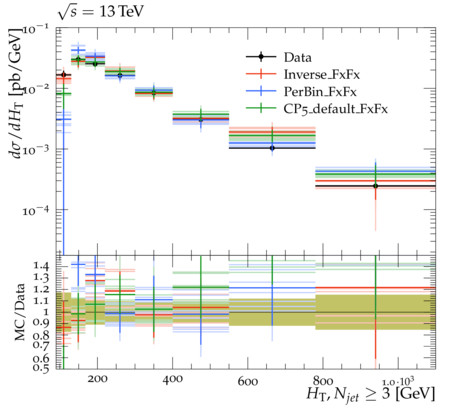 √s = 13 TeV
dσ/dH_T [pb/GeV]
10⁻¹
10⁻²
10⁻³
10⁻⁴
Data
Inverse_FxFx
PerBin_FxFx
CP5_default_FxFx
MC/Data
1.4
1.3
1.2
1.1
1
0.9
0.8
0.7
0.6
0.5
200
400
600
800
1.0·10⁺³
H_T, N_jet ≥ 3 [GeV]